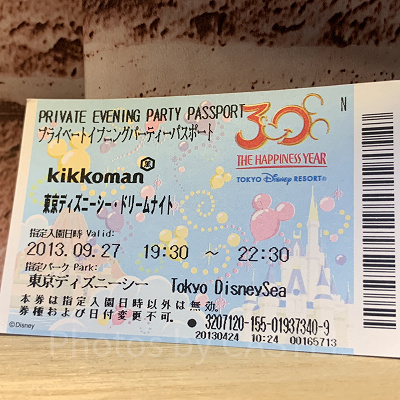 PRIVATE EVENING PARTY PASSPORT
プライベートイブニングパーティーパスポート
N
30
THE HAPPINESS YEAR
TOKYO Disney RESORT®
kikkoman
東京ディズニーシー・ドリームナイト
指定入園日時 Valid:
2013.09.27 19:30 ～ 22:30
指定パーク Park:
東京ディズニーシー Tokyo DisneySea
本券は指定入園日時以外は無効。
券種および日付変更不可。
©Disney
●3207120-155-01937340-9
20130424 10:24 00165713